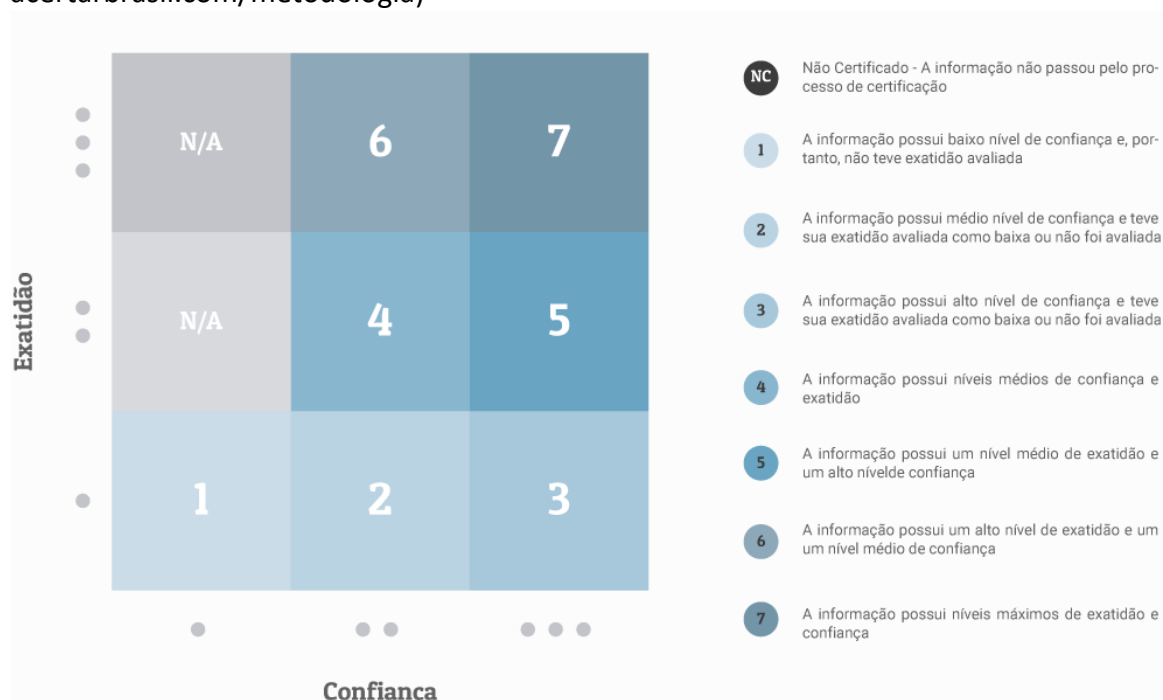 acertarbrasil.com/metodologia)
N/A
6
7
N/A
4
5
1
2
3
Exatidão
Confiança
NC
Não Certificado - A informação não passou pelo pro-
cesso de certificação
1
A informação possui baixo nível de confiança e, por-
tanto, não teve exatidão avaliada
2
A informação possui médio nível de confiança e teve
sua exatidão avaliada como baixa ou não foi avaliada
3
A informação possui alto nível de confiança e teve
sua exatidão avaliada como baixa ou não foi avaliada
4
A informação possui níveis médios de confiança e
exatidão
5
A informação possui um nível médio de exatidão e
um alto nívelde confiança
6
A informação possui um alto nível de exatidão e um
um nível médio de confiança
7
A informação possui níveis máximos de exatidão e
confiança